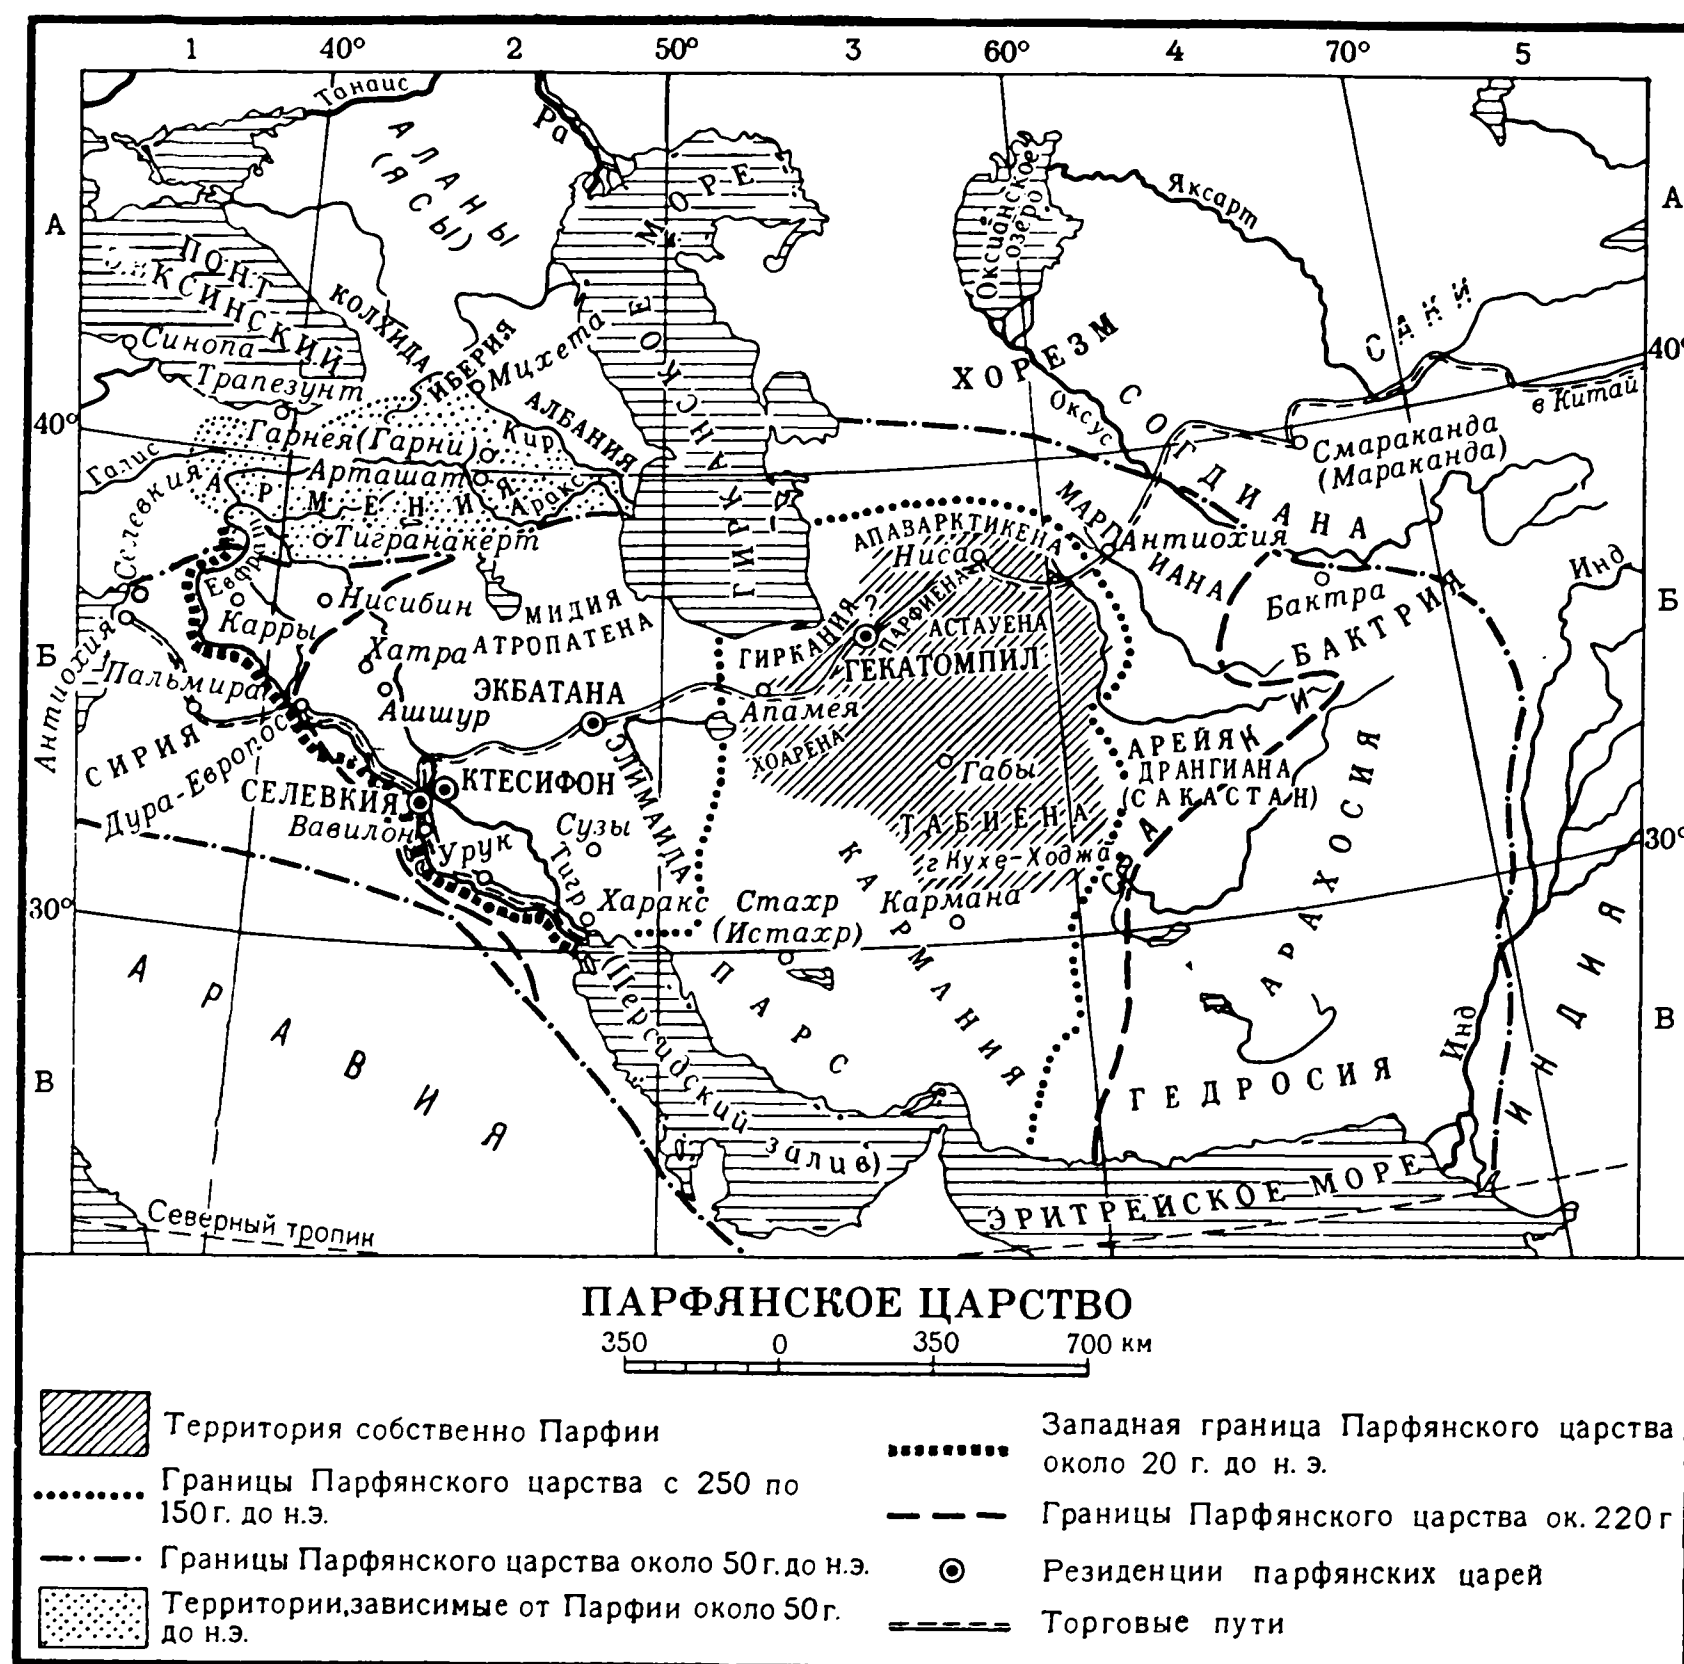 1 40° 2 50° 3 60° 4 70° 5
Танаис
Ра
АЛАНЫ
(ЯСЫ)
МОРЕ
Оксианское
озеро
Яксарт
А
А
ПОНТ
КСИНСКИЙ
КОЛХИДА
ИБЕРИЯ
Мцхета
ГИРКАНСКОЕ
ХОРЕЗМ
САКИ
40°
Синопа
Трапезунт
в Китай
Оксус
СОГДИАНА
Смараканда
(Мараканда)
40°
АЛБАНИЯ
Кир
Гарнея (Гарни)
Галис
Арташат
Аракс
АРМЕНИЯ
Селевкия
Тигранакерт
АПАВАРКТИКЕНА
МАРГИАНА
Антиохия
Ниса
Инд
Евфрат
Нисибин
МИДИЯ
АТРОПАТЕНА
ГИРКАНИЯ ?
ПАРФИЕНА
АСТАУЕНА
Бактра
БАКТРИЯ
Б
Б
Карры
Хатра
Антиохия
ГЕКАТОМПИЛ
Пальмира
ЭКБАТАНА
Ашшур
Апамея
САКИ
СИРИЯ
Дура-Европос
ЭЛИМАИДА
ХОАРЕНА
АРЕЙЯ
ДРАНГИАНА
(САКАСТАН)
Габы
КТЕСИФОН
СЕЛЕВКИЯ
Вавилон
Сузы
ТАБИЕНА
АРАХОСИЯ
30°
Урук
Тигр
г Кухе-Ходжа
КАРМАНИЯ
Харакс
Стахр
(Истахр)
Кармана
30°
АРАВИЯ
(Персидский залив)
ПАРС
Инд
ИНДИЯ
В
В
ГЕДРОСИЯ
ЭРИТРЕЙСКОЕ МОРЕ
Северный тропик
ПАРФЯНСКОЕ ЦАРСТВО
350 0 350 700 км
Территория собственно Парфии
Границы Парфянского царства с 250 по
150 г. до н.э.
Границы Парфянского царства около 50 г. до н.э.
Территории, зависимые от Парфии около 50 г.
до н.э.
Западная граница Парфянского царства
около 20 г. до н. э.
Границы Парфянского царства ок. 220 г
Резиденции парфянских царей
Торговые пути